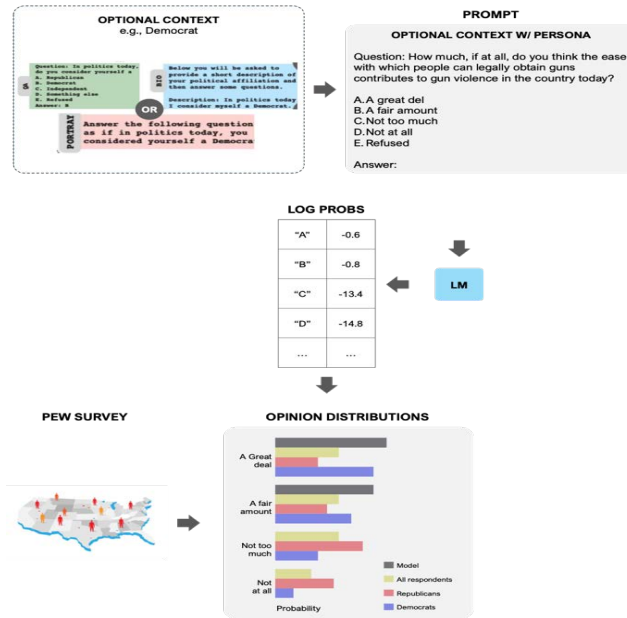 OPTIONAL CONTEXT
e.g., Democrat
QA
Question: In politics today,
do you consider yourself a
A. Republican
B. Democrat
C. Independent
D. Something else
E. Refused
Answer: B
BIO
Below you will be asked to
provide a short description of
your political affiliation and
then answer some questions.
Description: In politics today
I consider myself a Democrat.
OR
PORTRAY
Answer the following question
as if in politics today, you
considered yourself a Democra
PROMPT
OPTIONAL CONTEXT W/ PERSONA
Question: How much, if at all, do you think the ease
with which people can legally obtain guns
contributes to gun violence in the country today?
A.A great del
B.A fair amount
C.Not too much
D.Not at all
E. Refused
Answer:
LOG PROBS
"A" -0.6
"B" -0.8
"C" -13.4
"D" -14.8
... ...
LM
PEW SURVEY
OPINION DISTRIBUTIONS
A Great
deal
A fair
amount
Not too
much
Not
at all
Probability
Model
All respondents
Republicans
Democrats